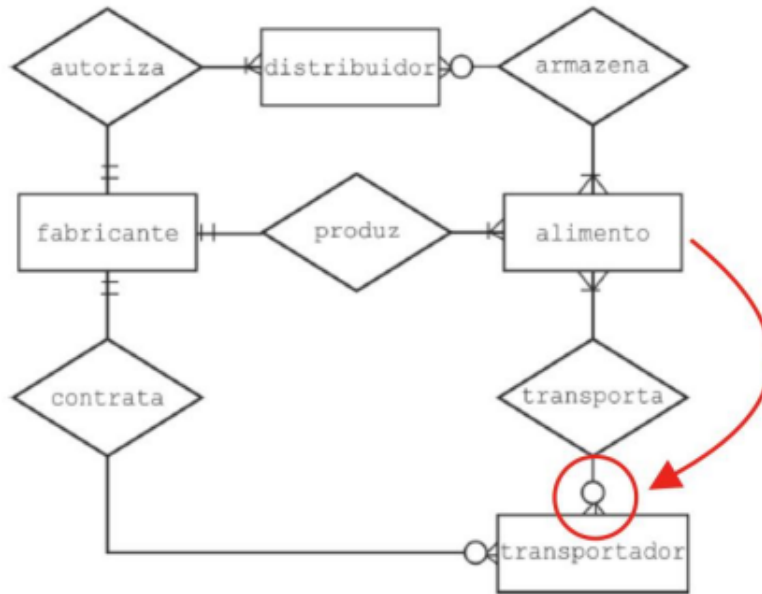 autoriza
distribuidor
armazena
fabricante
produz
alimento
contrata
transporta
transportador